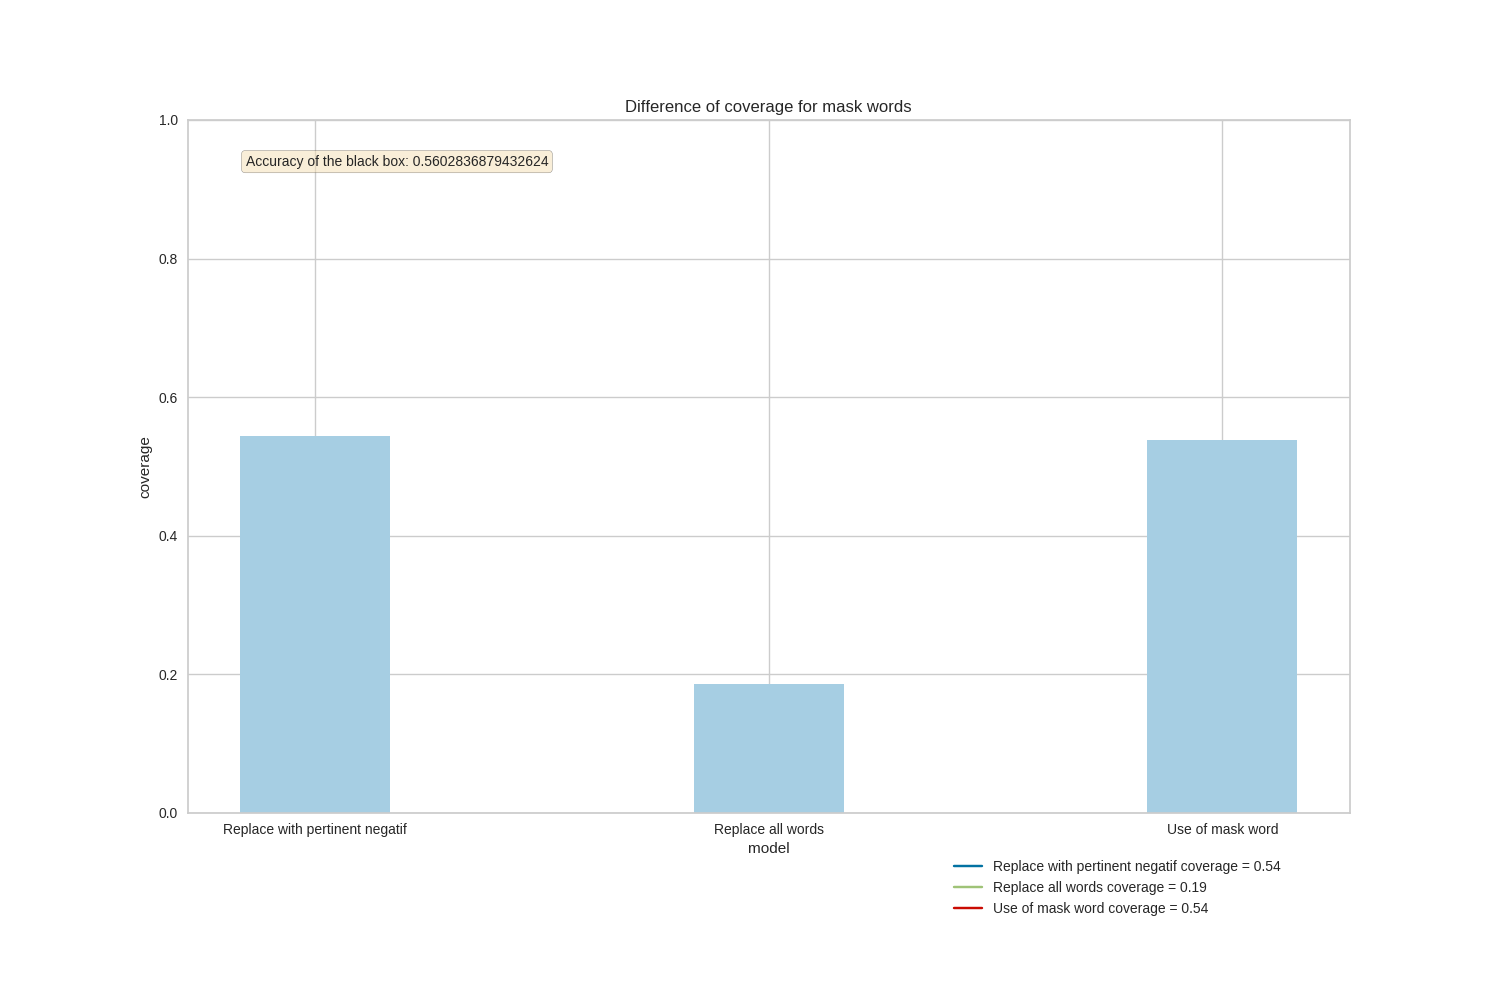 Difference of coverage for mask words
1.0
Accuracy of the black box: 0.5602836879432624
0.8
0.6
coverage
0.4
0.2
0.0
Replace with pertinent negatif
Replace all words
Use of mask word
model
Replace with pertinent negatif coverage = 0.54
Replace all words coverage = 0.19
Use of mask word coverage = 0.54